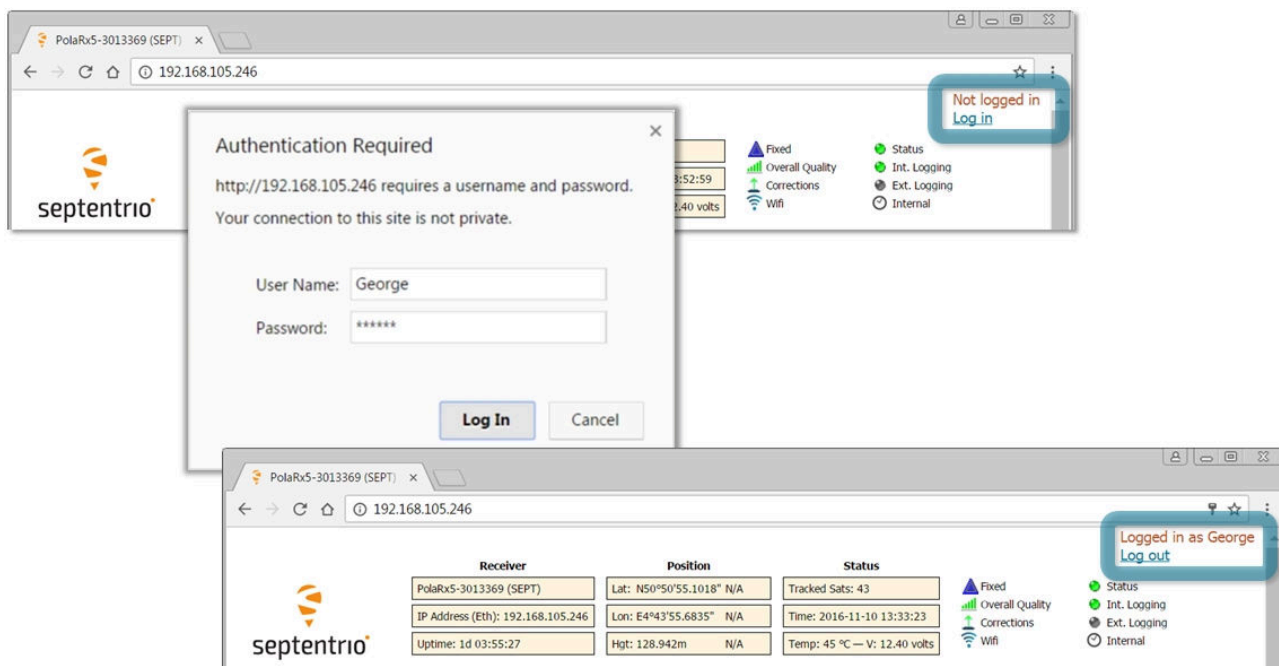 PolaRx5-3013369 (SEPT)
192.168.105.246
Not logged in
Log in
septentrio
Fixed
Overall Quality
Corrections
Wifi
Status
Int. Logging
Ext. Logging
Internal
:52:59
.40 volts
Authentication Required
http://192.168.105.246 requires a username and password.
Your connection to this site is not private.
User Name: George
Password: ******
Log In Cancel
PolaRx5-3013369 (SEPT)
192.168.105.246
Logged in as George
Log out
septentrio
Receiver
PolaRx5-3013369 (SEPT)
IP Address (Eth): 192.168.105.246
Uptime: 1d 03:55:27
Position
Lat: N50°50'55.1018" N/A
Lon: E4°43'55.6835" N/A
Hgt: 128.942m N/A
Status
Tracked Sats: 43
Time: 2016-11-10 13:33:23
Temp: 45 °C — V: 12.40 volts
Fixed
Overall Quality
Corrections
Wifi
Status
Int. Logging
Ext. Logging
Internal